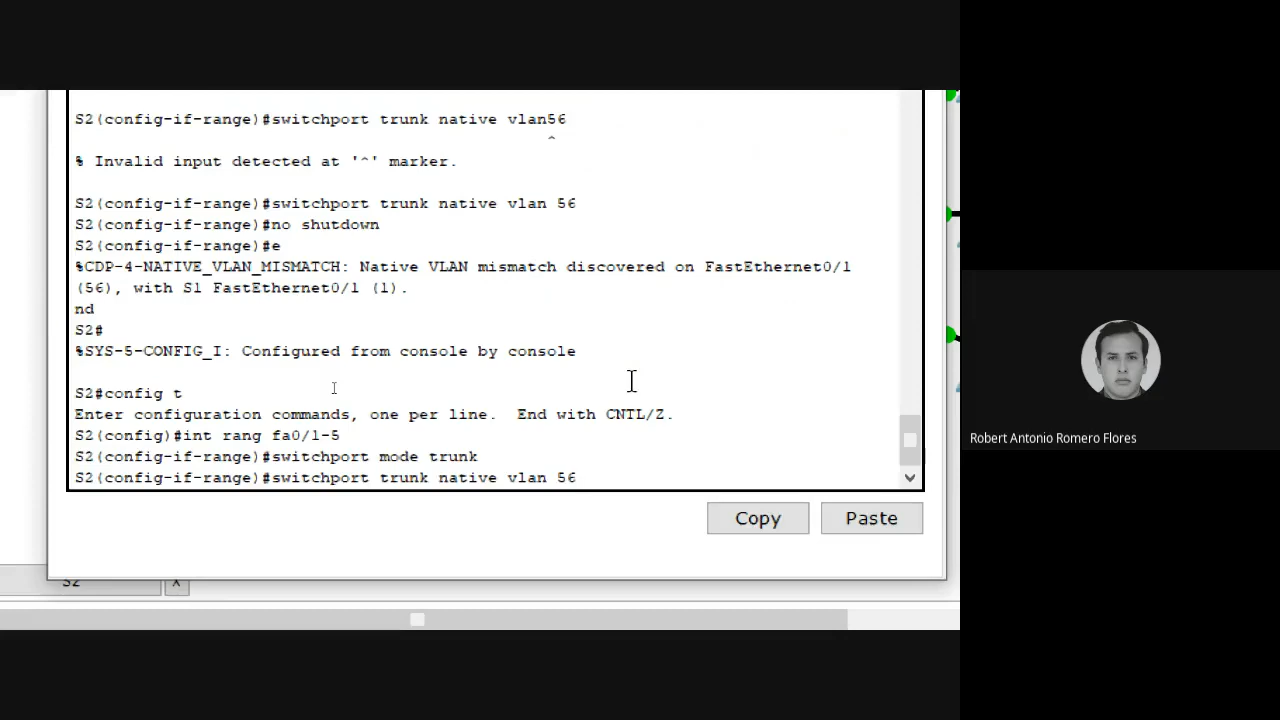 S2(config-if-range)#switchport trunk native vlan56
^
% Invalid input detected at '^' marker.
S2(config-if-range)#switchport trunk native vlan 56
S2(config-if-range)#no shutdown
S2(config-if-range)#e
%CDP-4-NATIVE_VLAN_MISMATCH: Native VLAN mismatch discovered on FastEthernet0/1
(56), with S1 FastEthernet0/1 (1).
nd
S2#
%SYS-5-CONFIG_I: Configured from console by console
S2#config t
Enter configuration commands, one per line.  End with CNTL/Z.
S2(config)#int rang fa0/1-5
S2(config-if-range)#switchport mode trunk
S2(config-if-range)#switchport trunk native vlan 56
Copy
Paste
S2
X
Robert Antonio Romero Flores